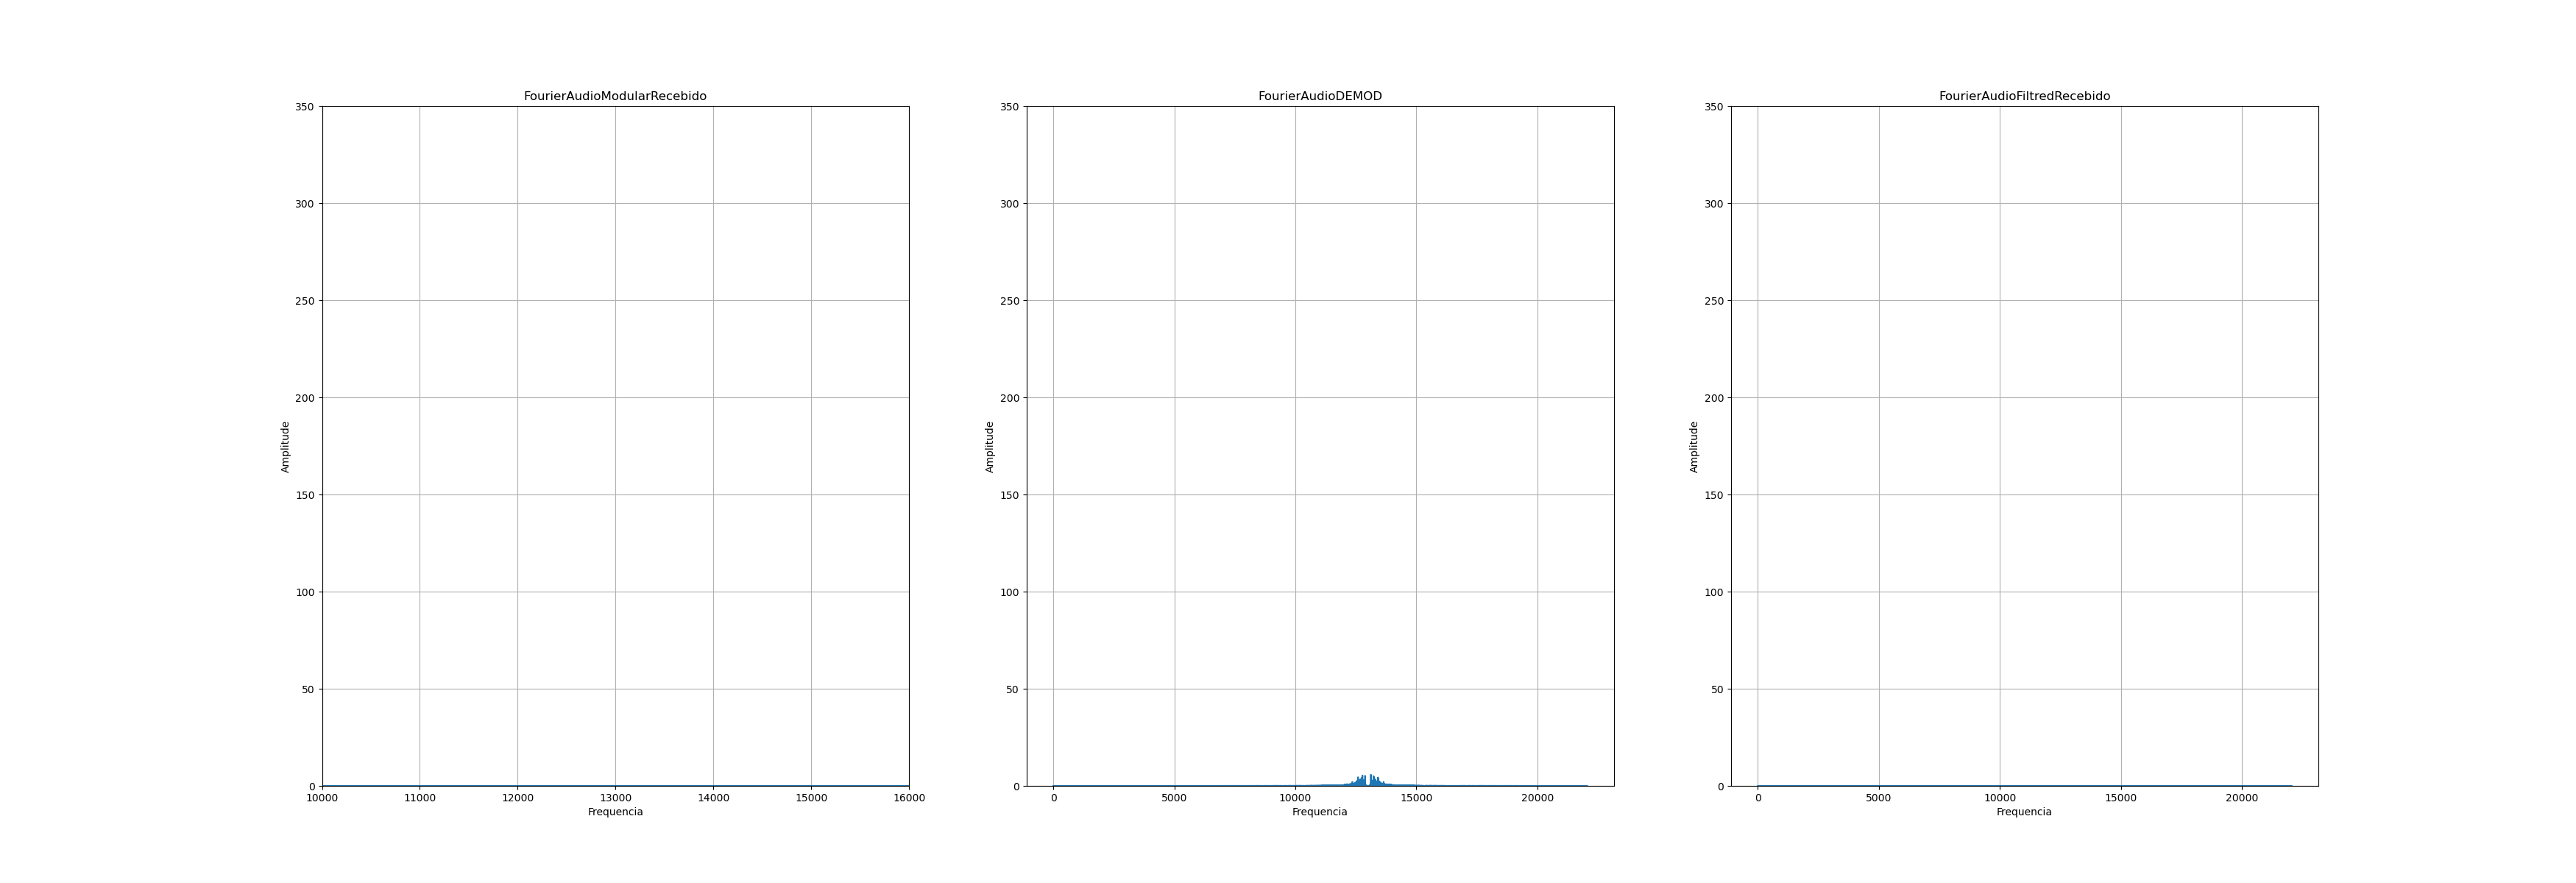 FourierAudioModularRecebido
350
300
250
200
150
100
50
0
Amplitude
10000 11000 12000 13000 14000 15000 16000
Frequencia
FourierAudioDEMOD
350
300
250
200
150
100
50
0
Amplitude
0 5000 10000 15000 20000
Frequencia
FourierAudioFiltredRecebido
350
300
250
200
150
100
50
0
Amplitude
0 5000 10000 15000 20000
Frequencia